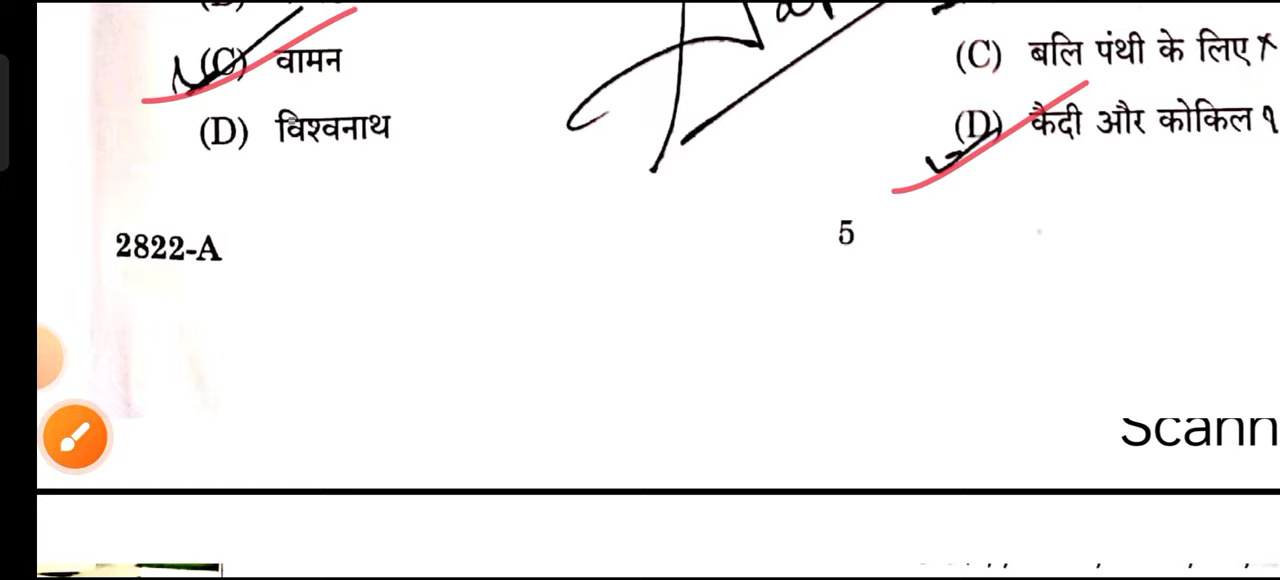 (C) वामन
(D) विश्वनाथ
(C) बलि पंथी के लिए
(D) कैदी और कोकिल
2822-A
5
Scann